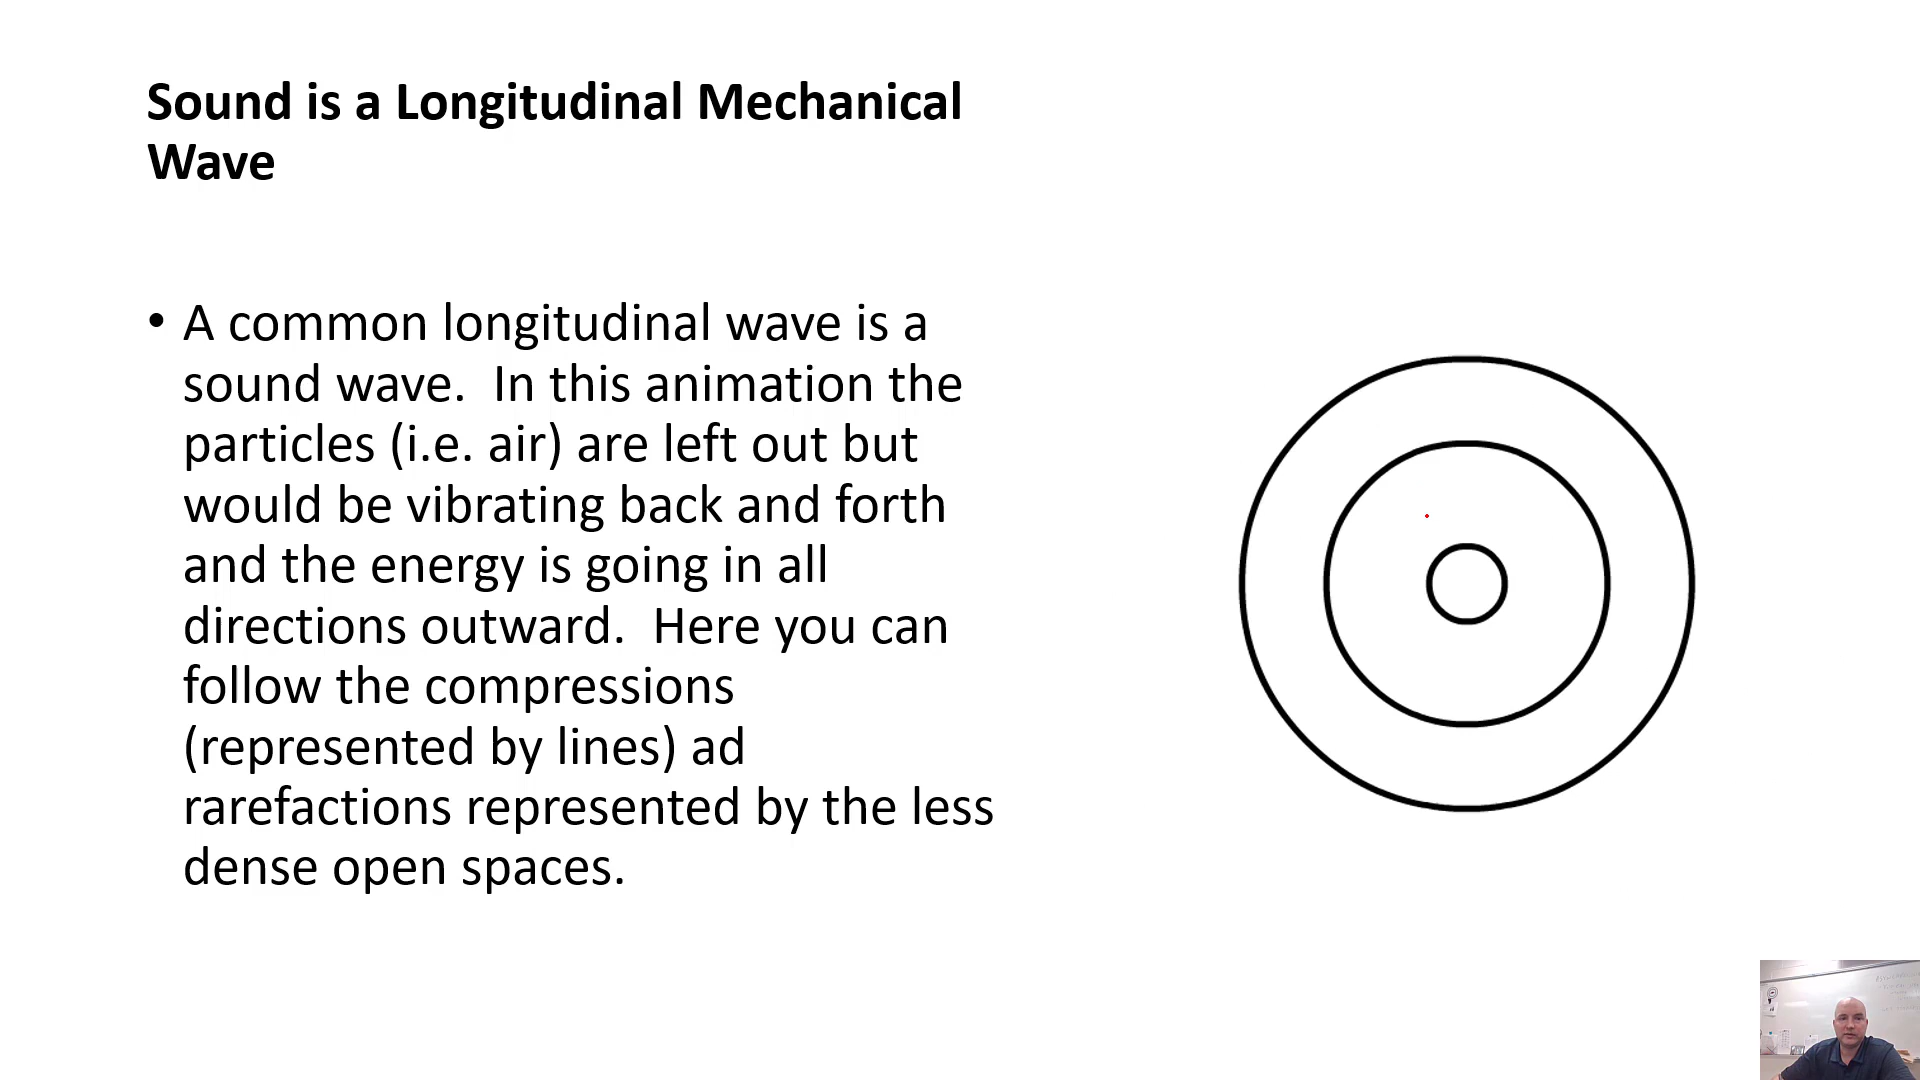 Sound is a Longitudinal Mechanical
Wave
• A common longitudinal wave is a
sound wave.  In this animation the
particles (i.e. air) are left out but
would be vibrating back and forth
and the energy is going in all
directions outward.  Here you can
follow the compressions
(represented by lines) ad
rarefactions represented by the less
dense open spaces.